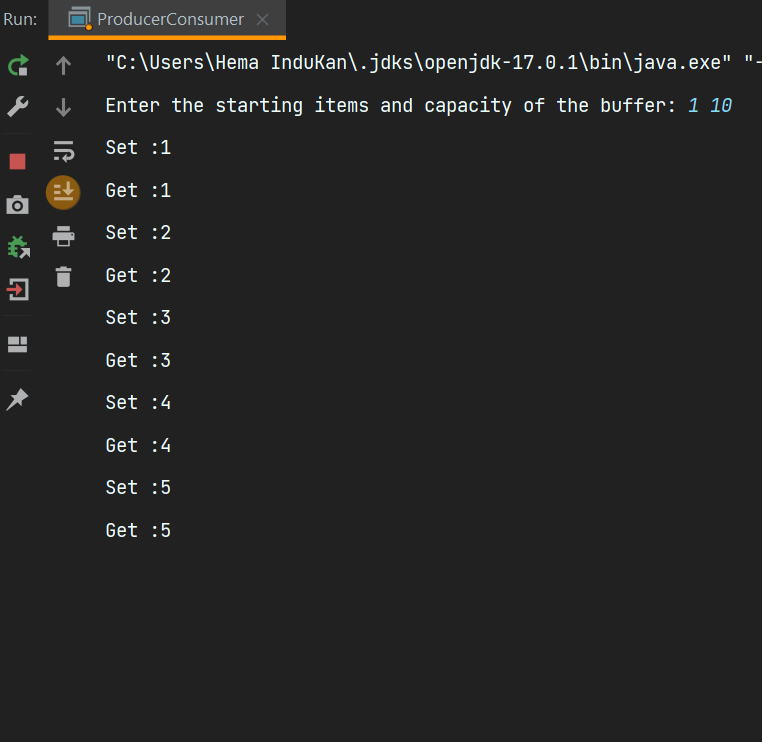 Run: ProducerConsumer
"C:\Users\Hema InduKan\.jdks\openjdk-17.0.1\bin\java.exe" "-
Enter the starting items and capacity of the buffer: 1 10
Set :1
Get :1
Set :2
Get :2
Set :3
Get :3
Set :4
Get :4
Set :5
Get :5